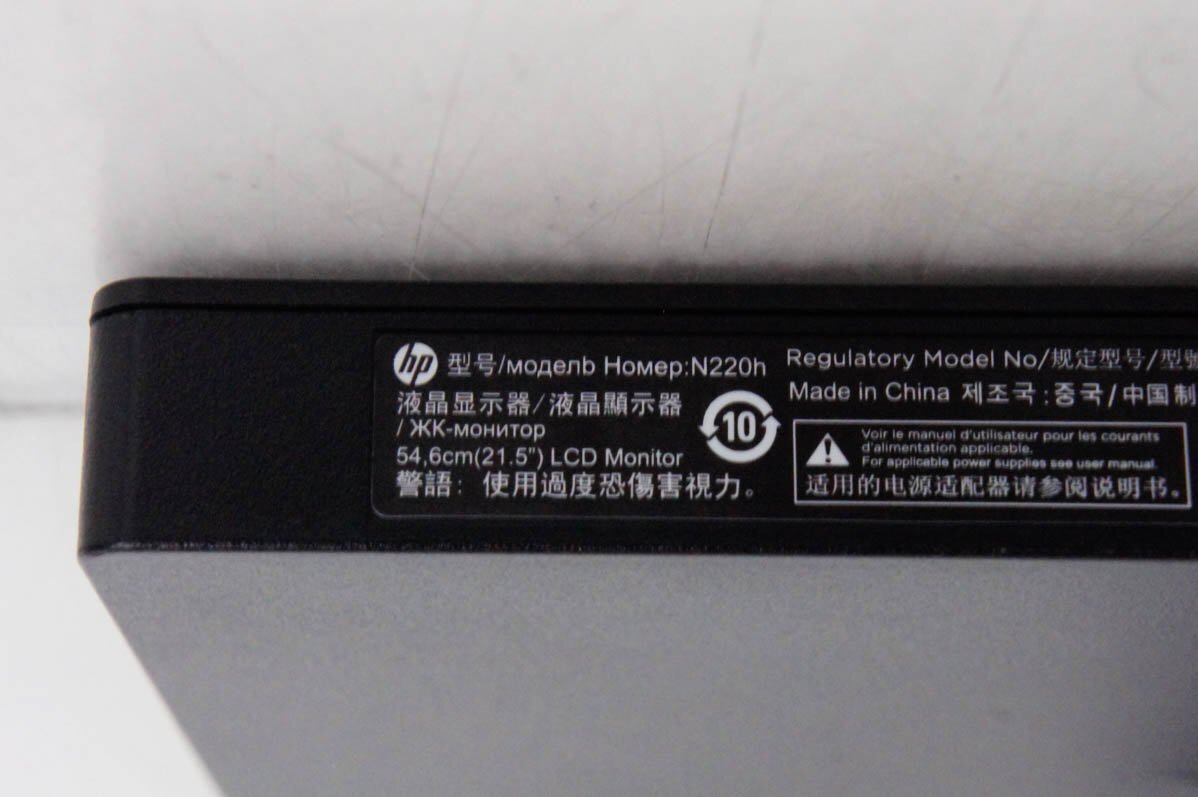 hp 型号/модель Номер:N220h
液晶显示器/液晶顯示器
/ ЖК-монитор
54,6cm(21.5") LCD Monitor
警語：使用過度恐傷害視力。
10
Regulatory Model No/规定型号/型號
Made in China 제조국:중국/中国制
Voir le manuel d'utilisateur pour les courants
d'alimentation applicable.
For applicable power supplies see user manual.
适用的电源适配器请参阅说明书。